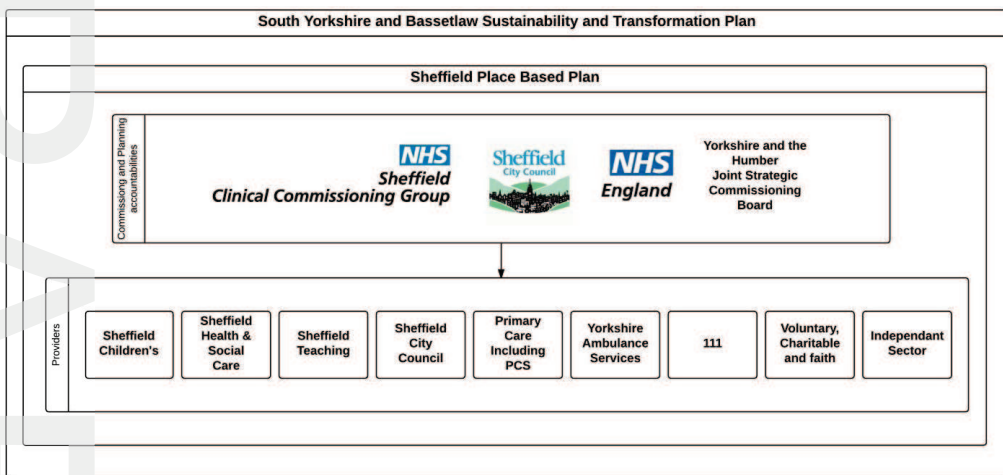 South Yorkshire and Bassetlaw Sustainability and Transformation Plan
Sheffield Place Based Plan
Commissiong and Planning
accountabilities
NHS
Sheffield
Clinical Commissioning Group
Sheffield
City Council
NHS
England
Yorkshire and the
Humber
Joint Strategic
Commissioning
Board
Providers
Sheffield
Children's
Sheffield
Health &
Social
Care
Sheffield
Teaching
Sheffield
City
Council
Primary
Care
Including
PCS
Yorkshire
Ambulance
Services
111
Voluntary,
Charitable
and faith
Independant
Sector